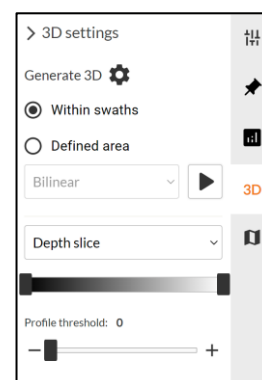 3D settings
Generate 3D
Within swaths
Defined area
Bilinear
3D
Depth slice
Profile threshold: 0